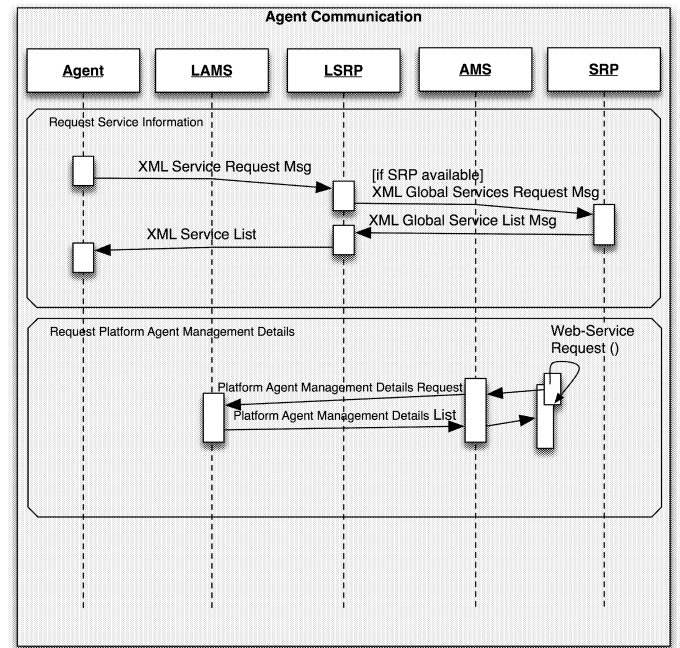 Agent Communication
Agent
LAMS
LSRP
AMS
SRP
Request Service Information
XML Service Request Msg
[if SRP available]
XML Global Services Request Msg
XML Global Service List Msg
XML Service List
Request Platform Agent Management Details
Web-Service
Request ()
Platform Agent Management Details Request
Platform Agent Management Details List